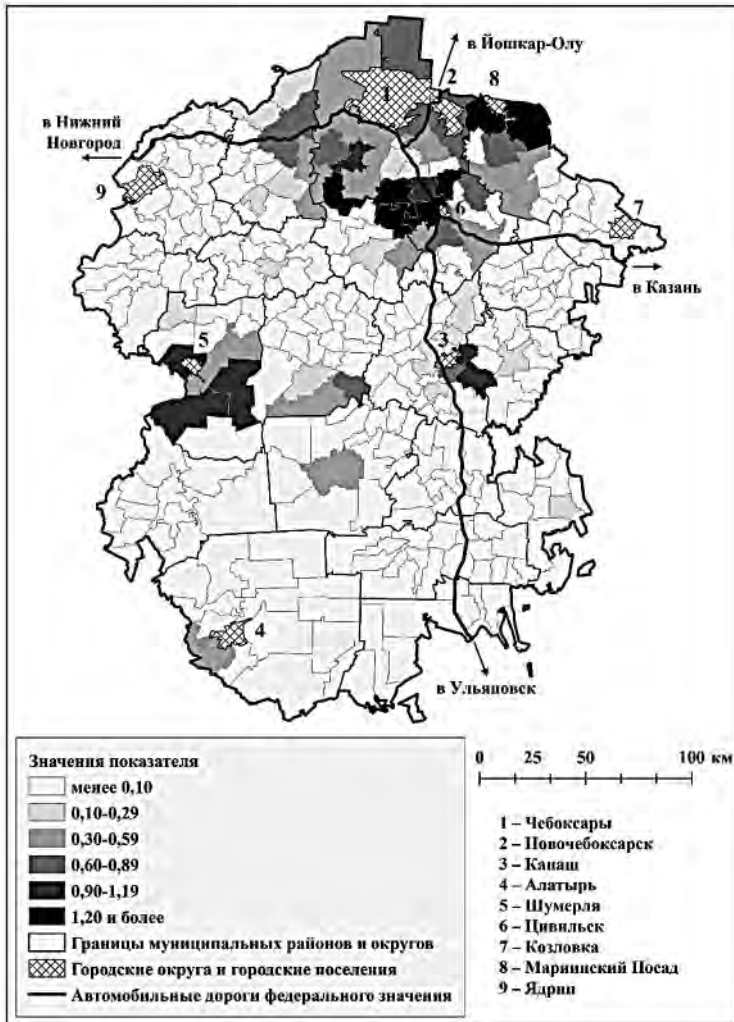 в Йошкар-Олу
2
8
1
в Нижний
Новгород
9
7
6
в Казань
5
3
4
в Ульяновск
Значения показателя
менее 0,10
0,10-0,29
0,30-0,59
0,60-0,89
0,90-1,19
1,20 и более
Границы муниципальных районов и округов
Городские округа и городские поселения
Автомобильные дороги федерального значения
0 25 50 100 км
1 – Чебоксары
2 – Новочебоксарск
3 – Канаш
4 – Алатырь
5 – Шумерля
6 – Цивильск
7 – Козловка
8 – Мариинский Посад
9 – Ядрин